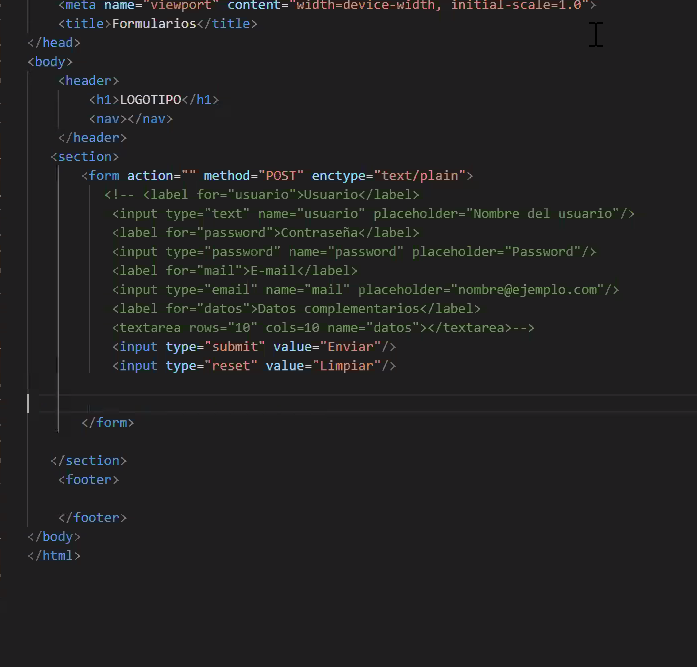 <meta name="viewport" content="width=device-width, initial-scale=1.0">
<title>Formularios</title>
</head>
<body>
<header>
<h1>LOGOTIPO</h1>
<nav></nav>
</header>
<section>
<form action="" method="POST" enctype="text/plain">
<!-- <label for="usuario">Usuario</label>
<input type="text" name="usuario" placeholder="Nombre del usuario"/>
<label for="password">Contraseña</label>
<input type="password" name="password" placeholder="Password"/>
<label for="mail">E-mail</label>
<input type="email" name="mail" placeholder="nombre@ejemplo.com"/>
<label for="datos">Datos complementarios</label>
<textarea rows="10" cols=10 name="datos"></textarea>-->
<input type="submit" value="Enviar"/>
<input type="reset" value="Limpiar"/>
</form>
</section>
<footer>
</footer>
</body>
</html>